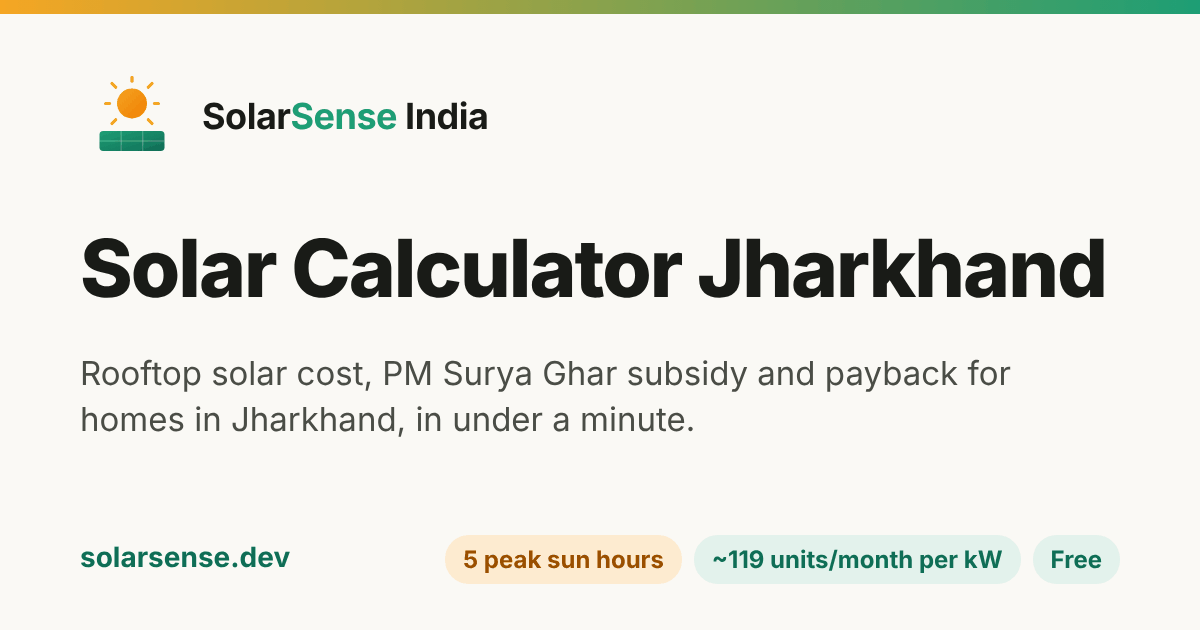 SolarSense India
Solar Calculator Jharkhand
Rooftop solar cost, PM Surya Ghar subsidy and payback for
homes in Jharkhand, in under a minute.
solarsense.dev
5 peak sun hours
~119 units/month per kW
Free